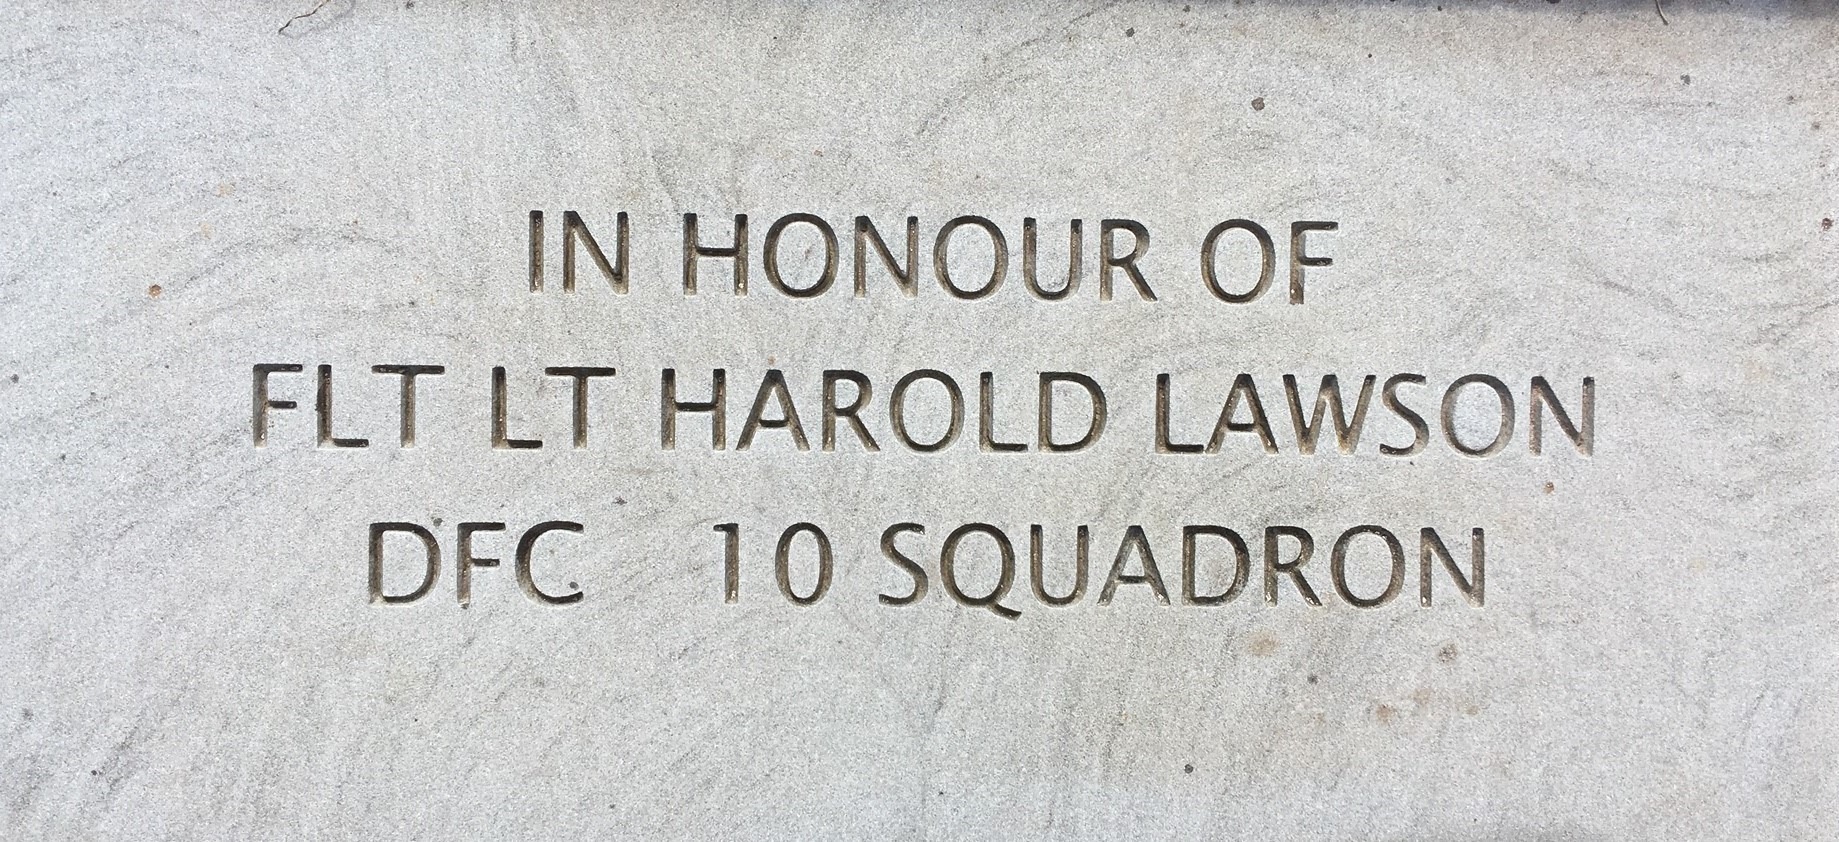 IN HONOUR OF
FLT LT HAROLD LAWSON
DFC 10 SQUADRON